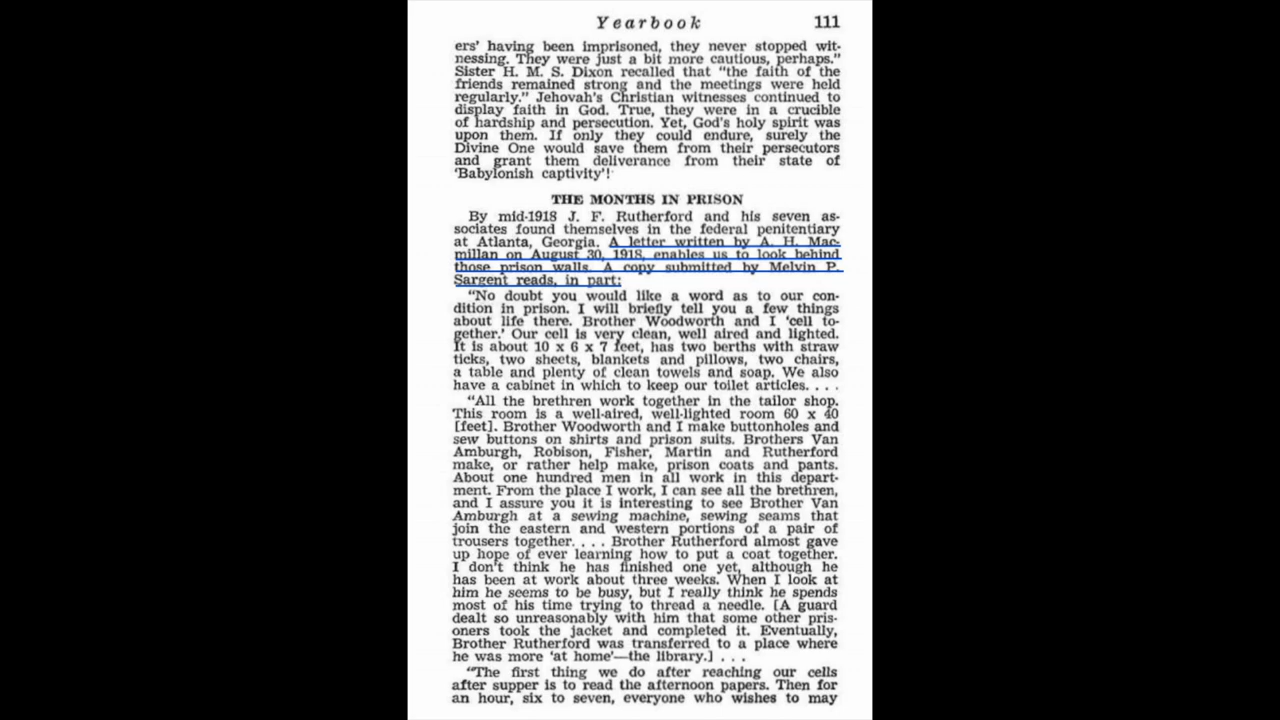 Yearbook 111
ers' having been imprisoned, they never stopped wit-
nessing. They were just a bit more cautious, perhaps."
Sister H. M. S. Dixon recalled that "the faith of the
friends remained strong and the meetings were held
regularly." Jehovah's Christian witnesses continued to
display faith in God. True, they were in a crucible
of hardship and persecution. Yet, God's holy spirit was
upon them. If only they could endure, surely the
Divine One would save them from their persecutors
and grant them deliverance from their state of
'Babylonish captivity'!
THE MONTHS IN PRISON
By mid-1918 J. F. Rutherford and his seven as-
sociates found themselves in the federal penitentiary
at Atlanta, Georgia. A letter written by A. H. Mac-
millan on August 30, 1918, enables us to look behind
those prison walls. A copy submitted by Melvin P.
Sargent reads, in part:
"No doubt you would like a word as to our con-
dition in prison. I will briefly tell you a few things
about life there. Brother Woodworth and I 'cell to-
gether.' Our cell is very clean, well aired and lighted.
It is about 10 x 6 x 7 feet, has two berths with straw
ticks, two sheets, blankets and pillows, two chairs,
a table and plenty of clean towels and soap. We also
have a cabinet in which to keep our toilet articles. . . .
"All the brethren work together in the tailor shop.
This room is a well-aired, well-lighted room 60 x 40
[feet]. Brother Woodworth and I make buttonholes and
sew buttons on shirts and prison suits. Brothers Van
Amburgh, Robison, Fisher, Martin and Rutherford
make, or rather help make, prison coats and pants.
About one hundred men in all work in this depart-
ment. From the place I work, I can see all the brethren,
and I assure you it is interesting to see Brother Van
Amburgh at a sewing machine, sewing seams that
join the eastern and western portions of a pair of
trousers together. . . . Brother Rutherford almost gave
up hope of ever learning how to put a coat together.
I don't think he has finished one yet, although he
has been at work about three weeks. When I look at
him he seems to be busy, but I really think he spends
most of his time trying to thread a needle. [A guard
dealt so unreasonably with him that some other pris-
oners took the jacket and completed it. Eventually,
Brother Rutherford was transferred to a place where
he was more 'at home'—the library.] . . .
"The first thing we do after reaching our cells
after supper is to read the afternoon papers. Then for
an hour, six to seven, everyone who wishes to may